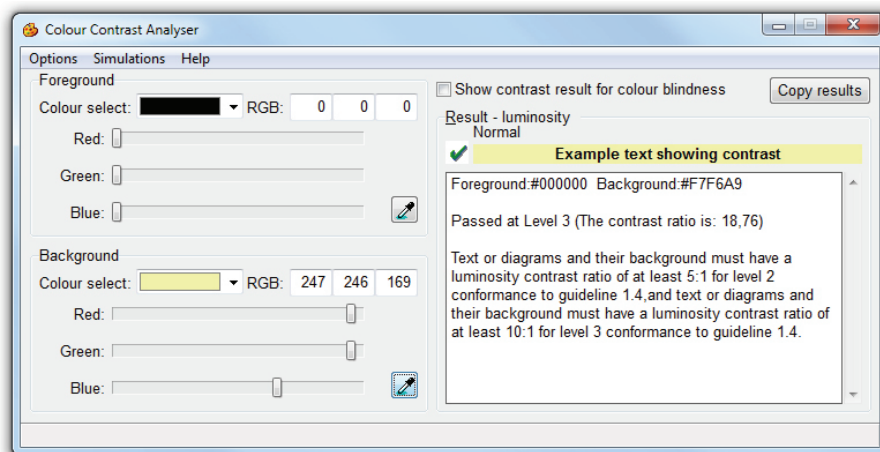 Colour Contrast Analyser
Options Simulations Help
Foreground
Colour select: RGB: 0 0 0
Red:
Green:
Blue:
Background
Colour select: RGB: 247 246 169
Red:
Green:
Blue:
Show contrast result for colour blindness
Copy results
Result - luminosity
Normal
Example text showing contrast
Foreground:#000000 Background:#F7F6A9
Passed at Level 3 (The contrast ratio is: 18,76)
Text or diagrams and their background must have a
luminosity contrast ratio of at least 5:1 for level 2
conformance to guideline 1.4,and text or diagrams and
their background must have a luminosity contrast ratio of
at least 10:1 for level 3 conformance to guideline 1.4.